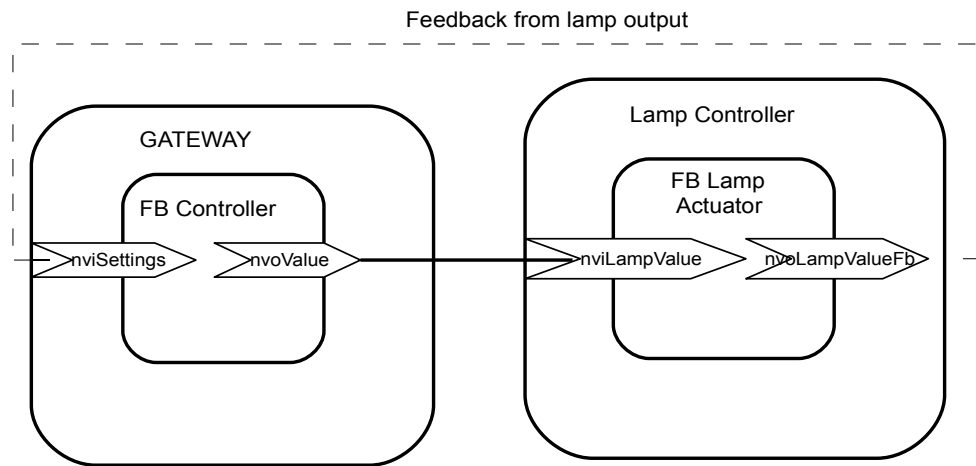 Feedback from lamp output
GATEWAY
FB Controller
nviSettings
nvoValue
Lamp Controller
FB Lamp
Actuator
nviLampValue
nvoLampValueFb